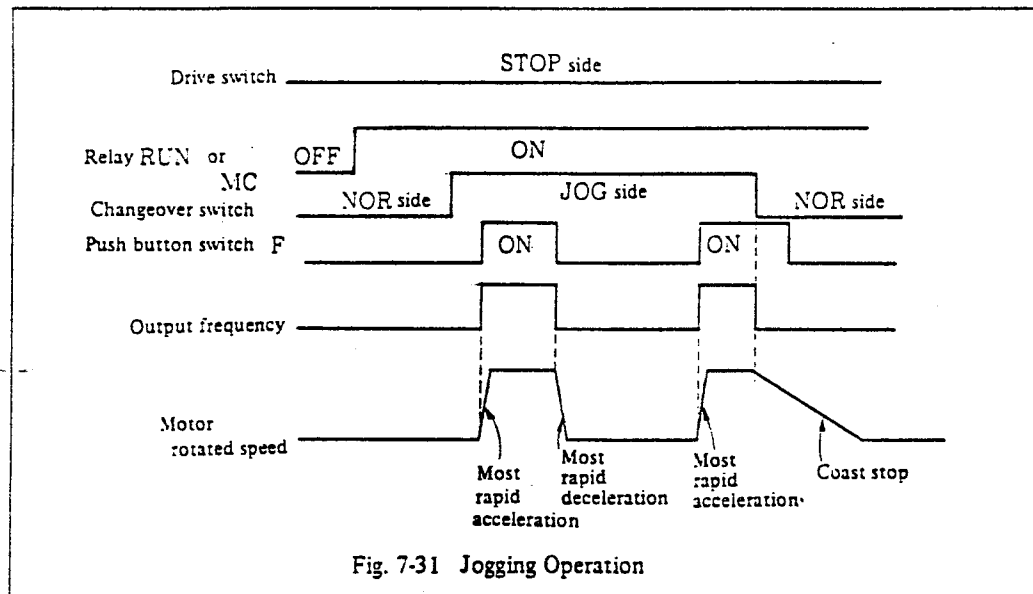 Drive switch
STOP side
Relay RUN or
MC
OFF
ON
Changeover switch
NOR side
JOG side
NOR side
Push button switch F
ON
ON
Output frequency
Motor
rotated speed
Most
rapid
acceleration
Most
rapid
deceleration
Most
rapid
acceleration
Coast stop
Fig. 7-31 Jogging Operation